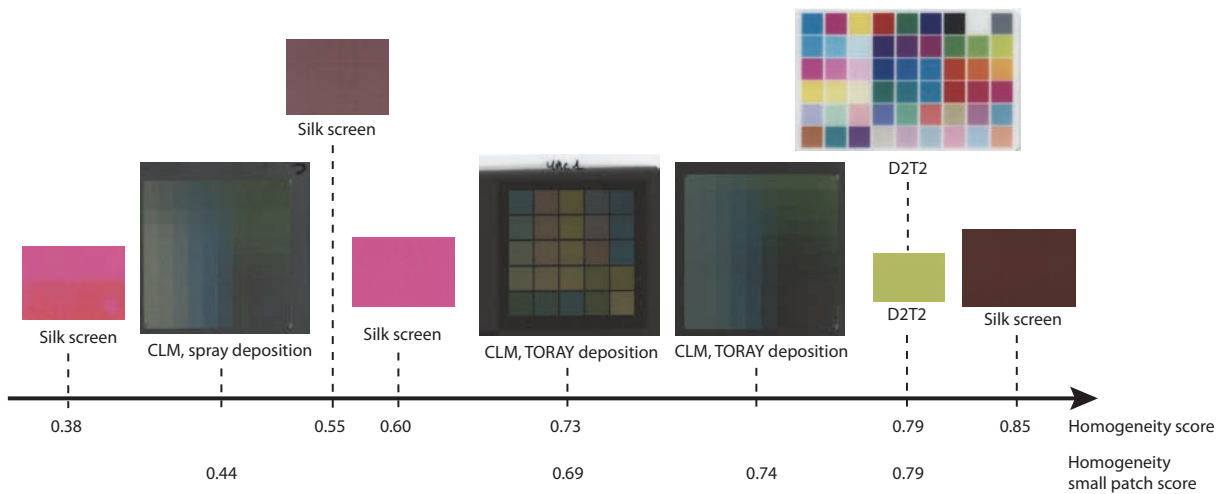 Silk screen
D2T2
CLM, spray deposition
Silk screen
CLM, TORAY deposition
CLM, TORAY deposition
D2T2
Silk screen
Silk screen
0.38
0.55
0.60
0.73
0.79
0.85
Homogeneity score
0.44
0.69
0.74
0.79
Homogeneity
small patch score